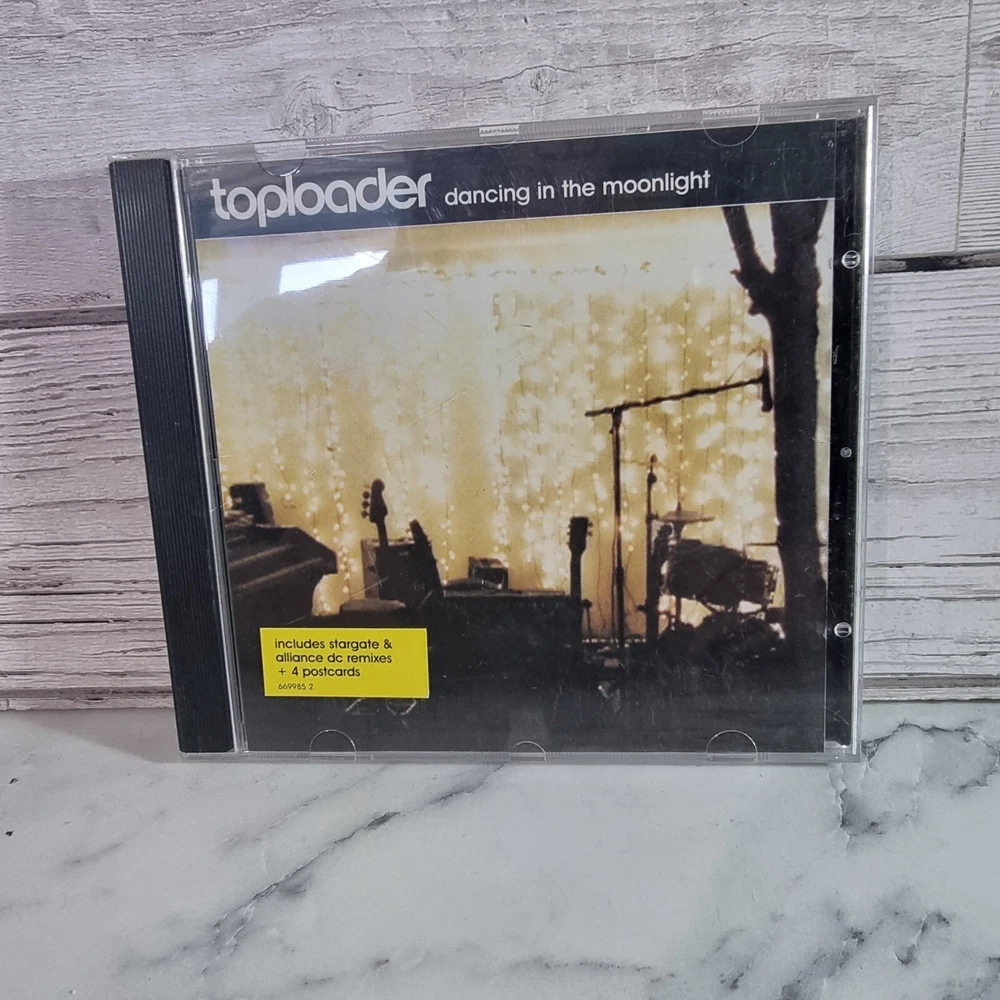 toploader dancing in the moonlight
includes stargate &
alliance dc remixes
+ 4 postcards
669985 2